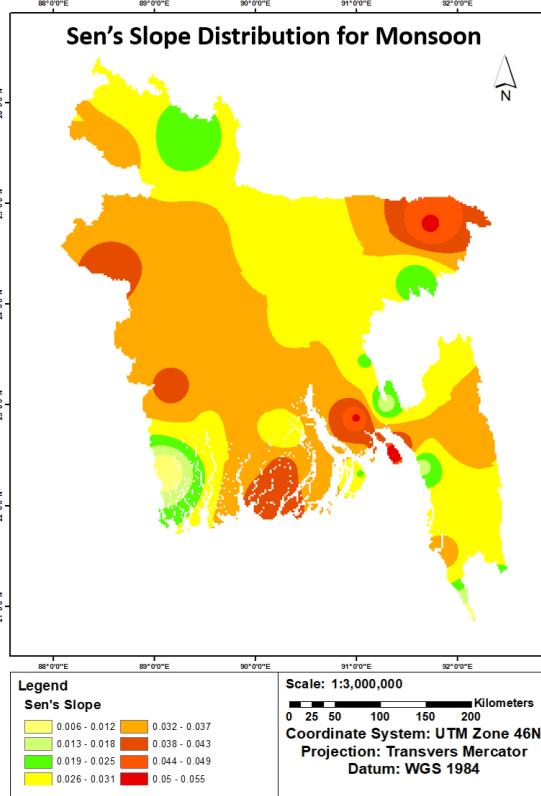 88°0'0"E 89°0'0"E 90°0'0"E 91°0'0"E 92°0'0"E
Sen's Slope Distribution for Monsoon
N
88°0'0"E 89°0'0"E 90°0'0"E 91°0'0"E 92°0'0"E
Legend
Sen's Slope
0.006 - 0.012 0.032 - 0.037
0.013 - 0.018 0.038 - 0.043
0.019 - 0.025 0.044 - 0.049
0.026 - 0.031 0.05 - 0.055
Scale: 1:3,000,000
Kilometers
0 25 50 100 150 200
Coordinate System: UTM Zone 46N
Projection: Transvers Mercator
Datum: WGS 1984